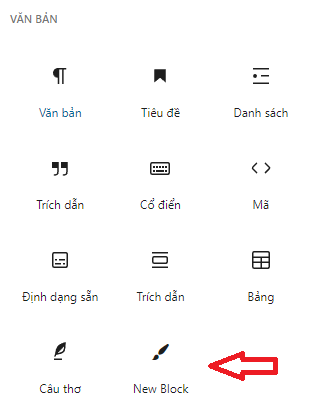 VĂN BẢN
Văn bản Tiêu đề Danh sách
Trích dẫn Cổ điển Mã
Định dạng sẵn Trích dẫn Bảng
Câu thơ New Block